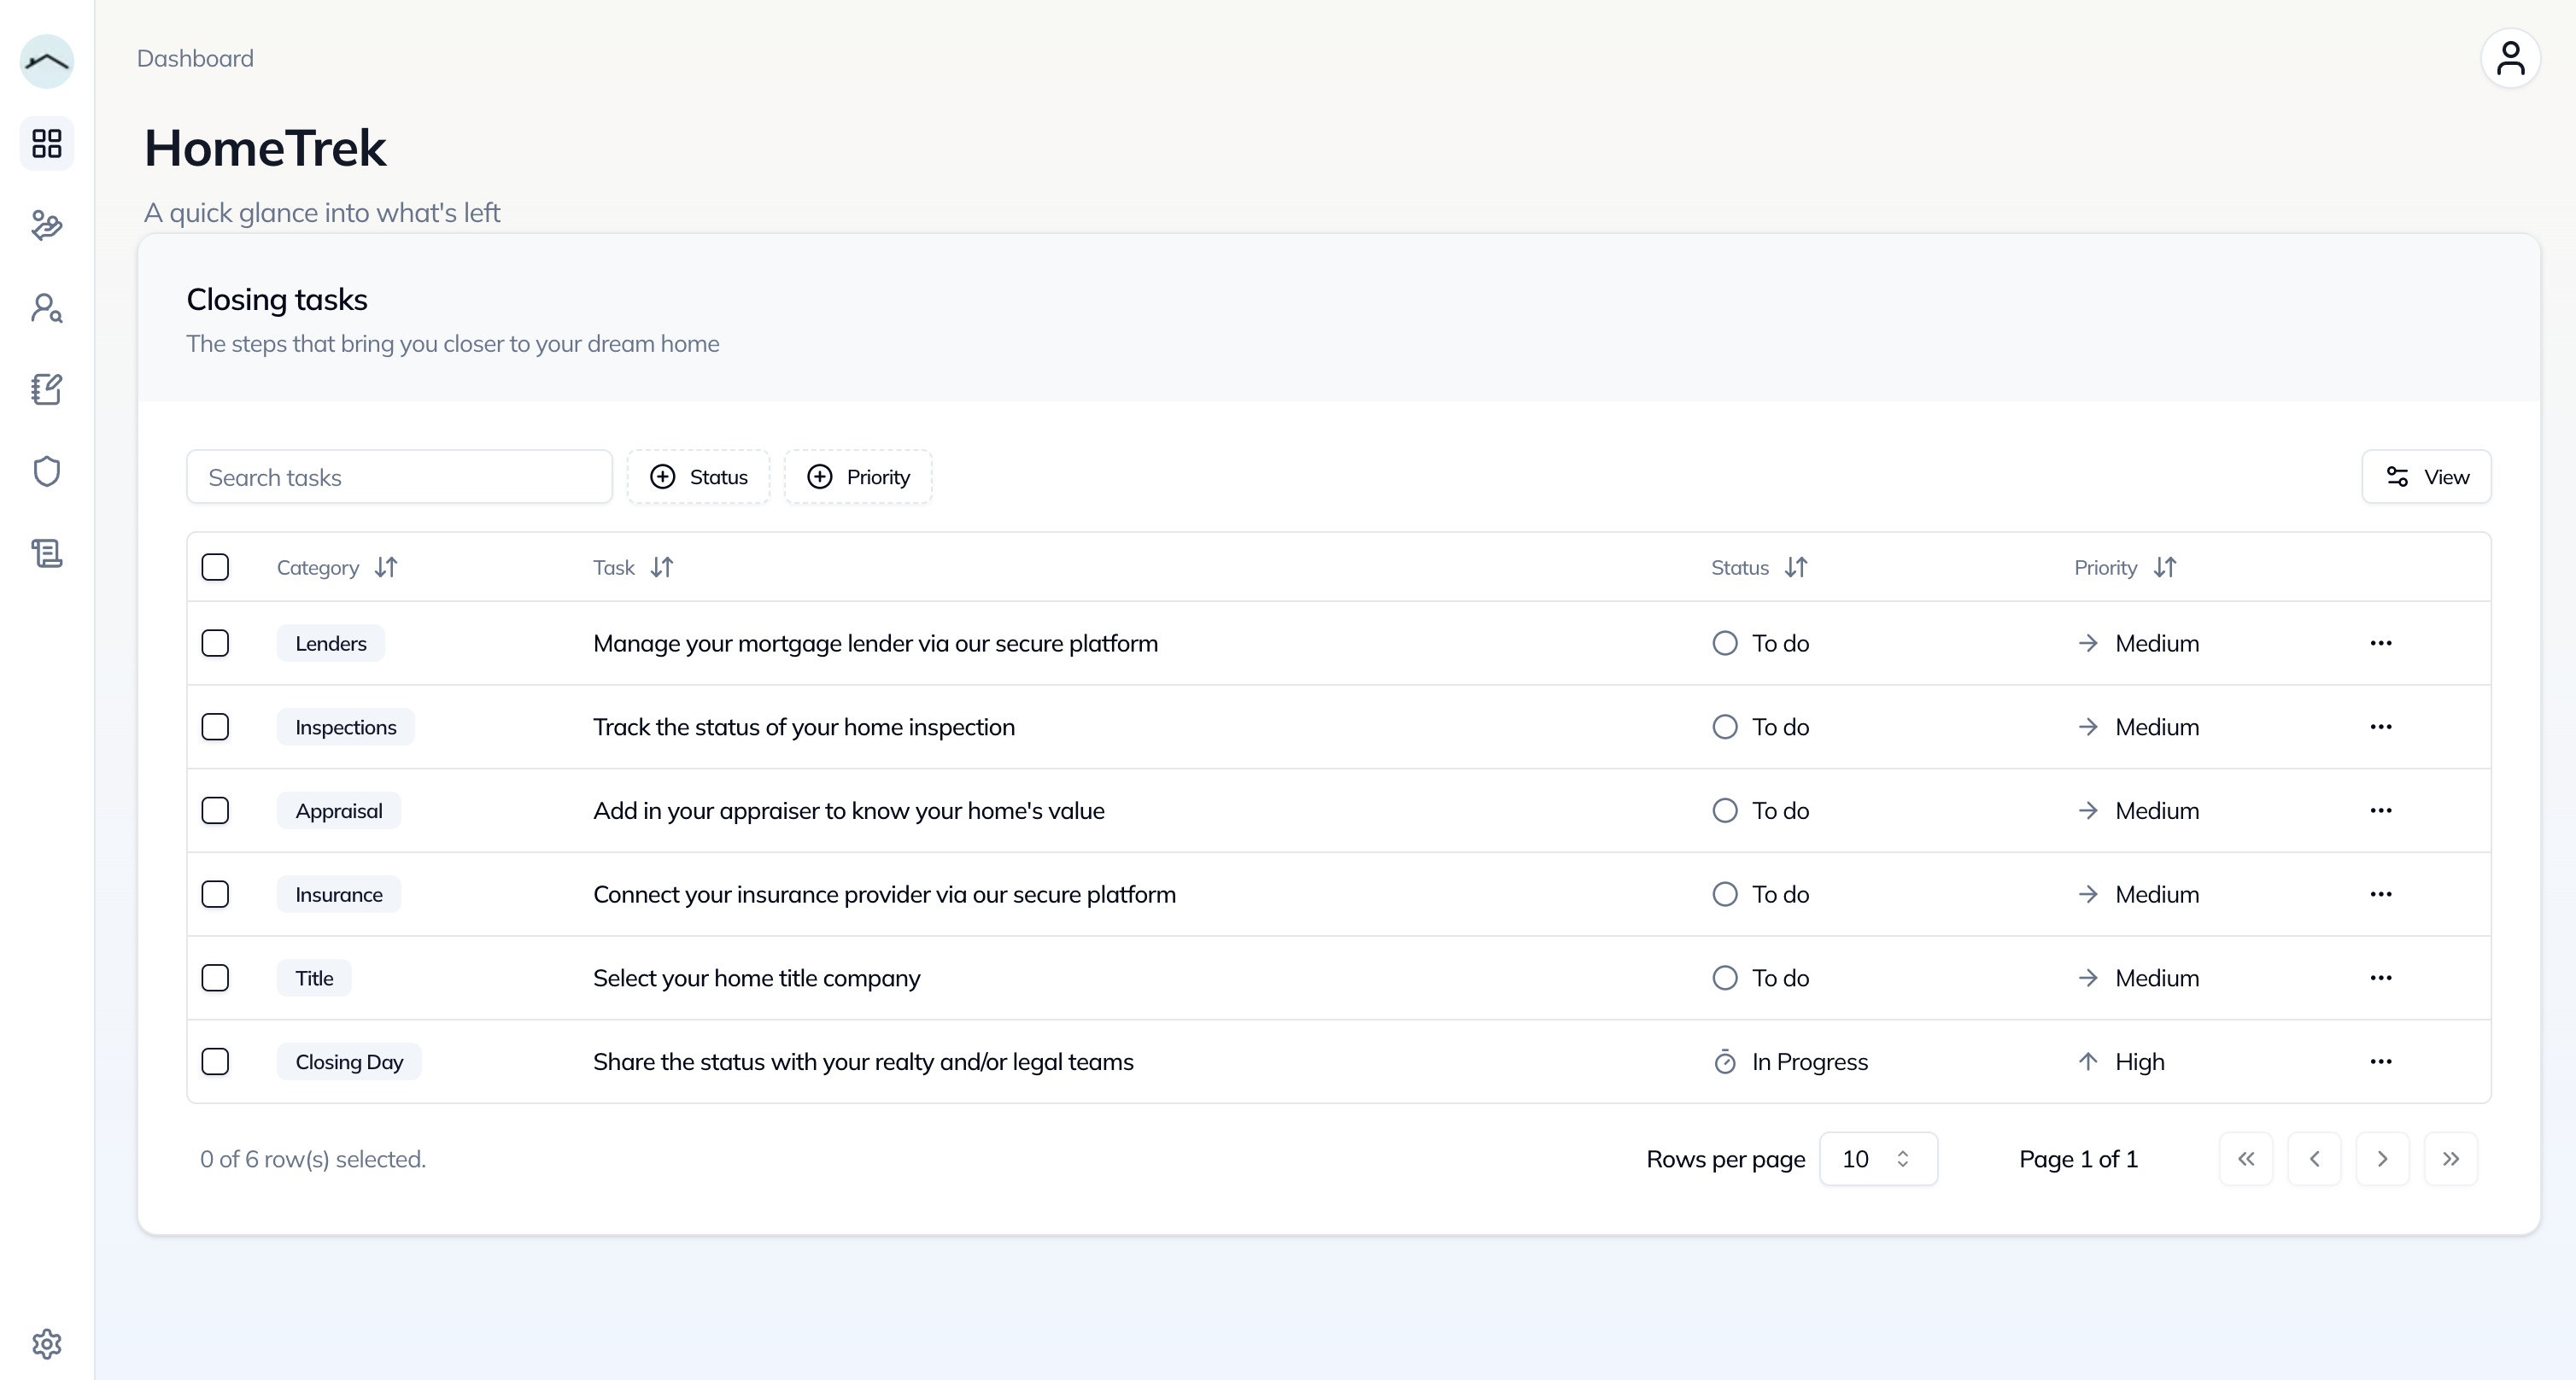 Dashboard
HomeTrek
A quick glance into what's left
Closing tasks
The steps that bring you closer to your dream home
Search tasks Status Priority View
Category Task Status Priority
Lenders Manage your mortgage lender via our secure platform To do Medium
Inspections Track the status of your home inspection To do Medium
Appraisal Add in your appraiser to know your home's value To do Medium
Insurance Connect your insurance provider via our secure platform To do Medium
Title Select your home title company To do Medium
Closing Day Share the status with your realty and/or legal teams In Progress High
0 of 6 row(s) selected. Rows per page 10 Page 1 of 1